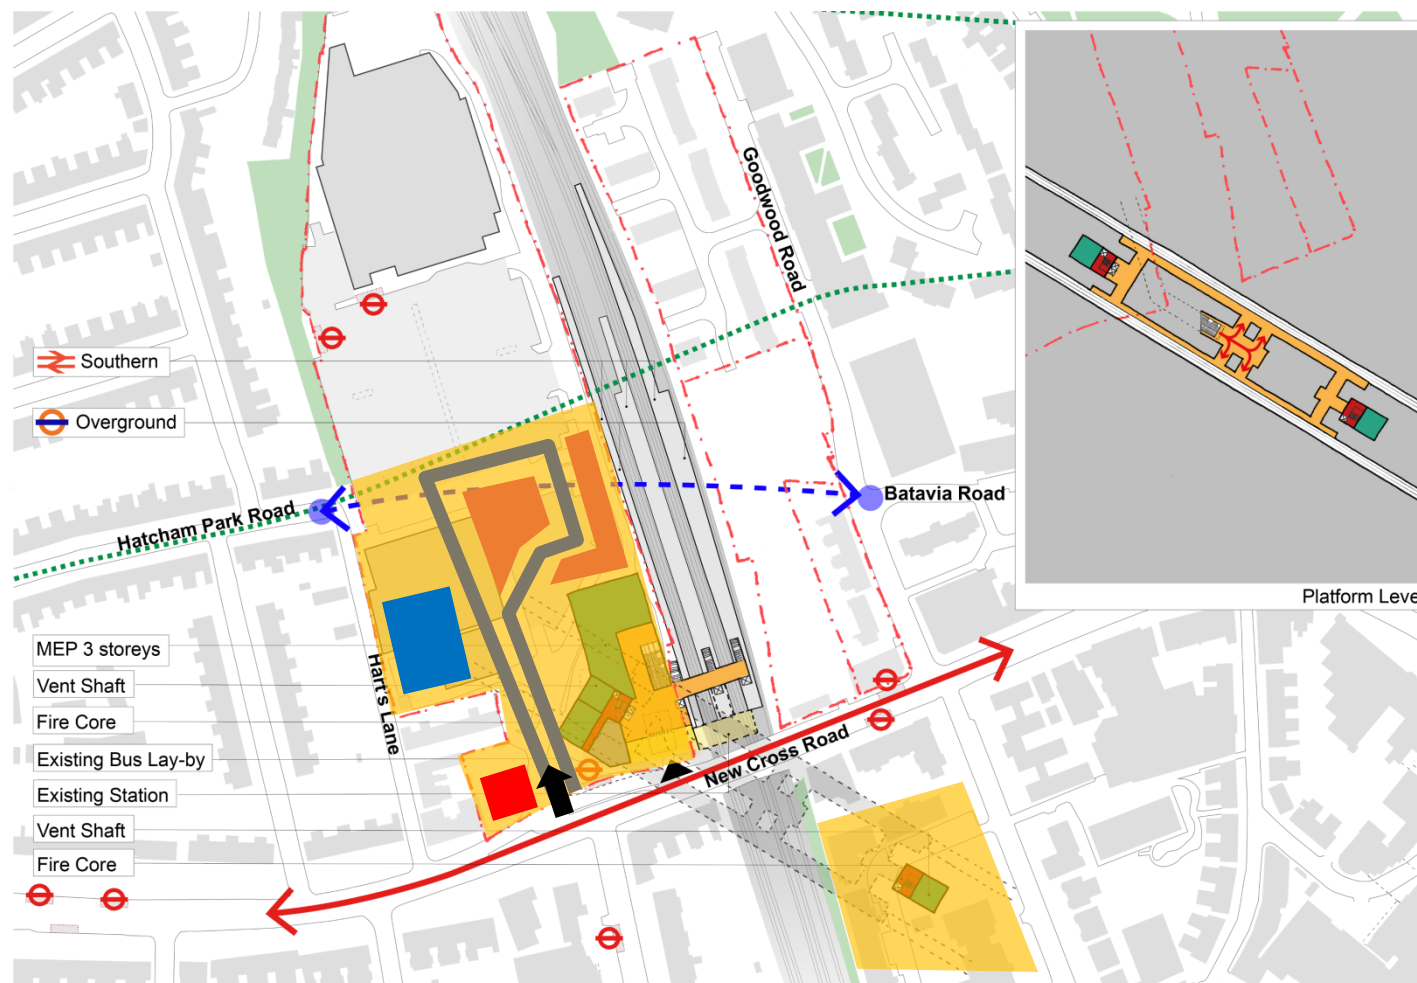 Goodwood Road
Southern
Overground
Hatcham Park Road
Batavia Road
Platform Leve
MEP 3 storeys
Vent Shaft
Fire Core
Existing Bus Lay-by
Existing Station
Vent Shaft
Fire Core
Hart's Lane
New Cross Road